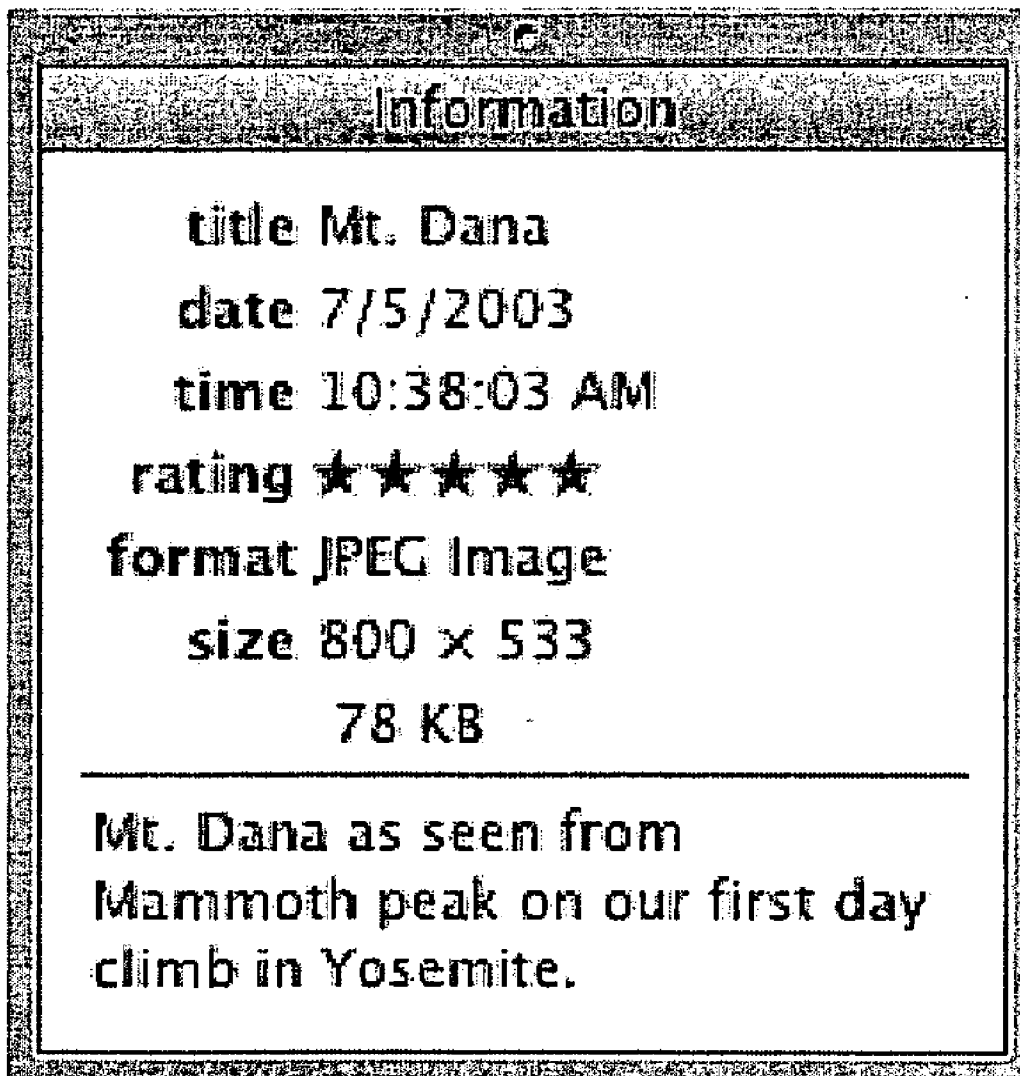 Information
title Mt. Dana
date 7/5/2003
time 10:38:03 AM
rating ★★★★★
format JPEG Image
size 800 × 533
78 KB
Mt. Dana as seen from
Mammoth peak on our first day
climb in Yosemite.